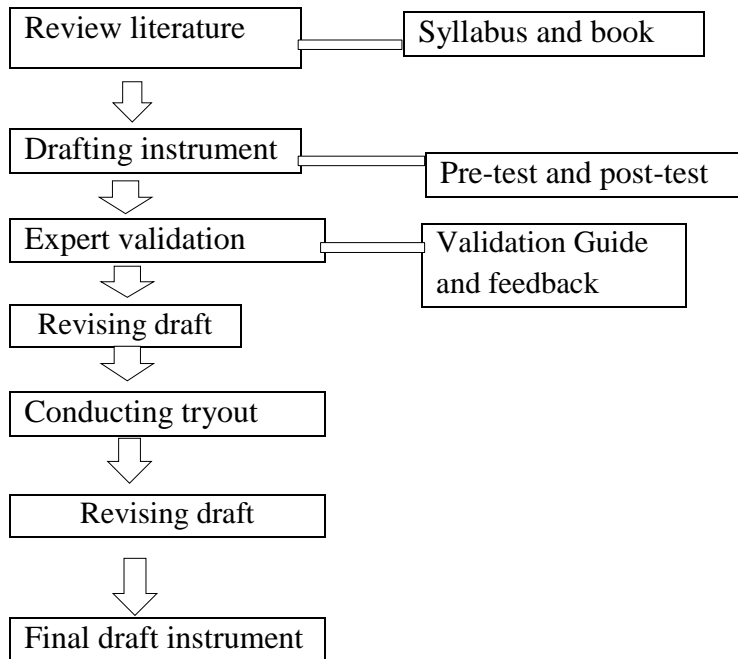 Review literature
Syllabus and book
Drafting instrument
Pre-test and post-test
Expert validation
Validation Guide
and feedback
Revising draft
Conducting tryout
Revising draft
Final draft instrument